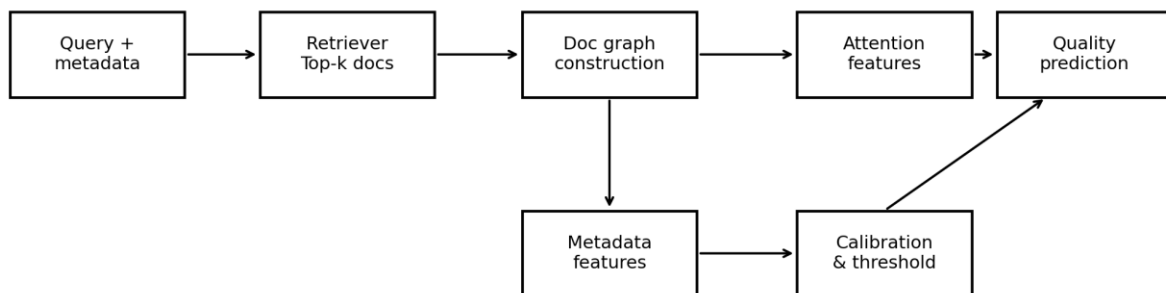 Query +
metadata
Retriever
Top-k docs
Doc graph
construction
Attention
features
Quality
prediction
Metadata
features
Calibration
& threshold